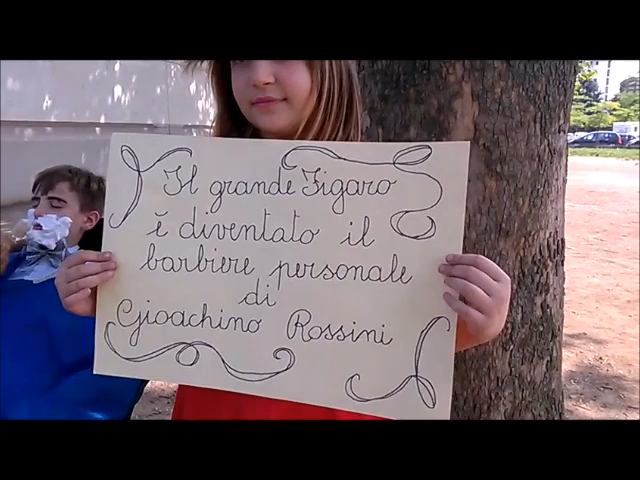 Il grande Figaro
è diventato il
barbiere personale
di
Gioachino Rossini